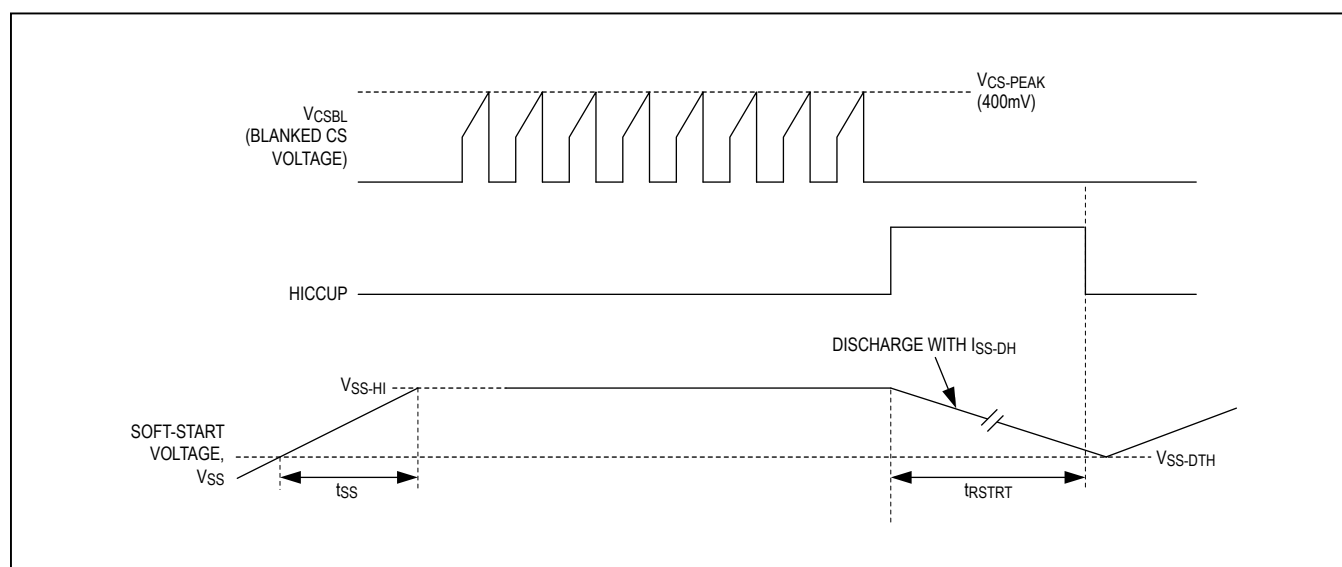 VCS-PEAK
(400mV)
VCSBL
(BLANKED CS
VOLTAGE)
HICCUP
DISCHARGE WITH ISS-DH
VSS-HI
SOFT-START
VOLTAGE,
VSS
tSS
tRSTRT
VSS-DTH